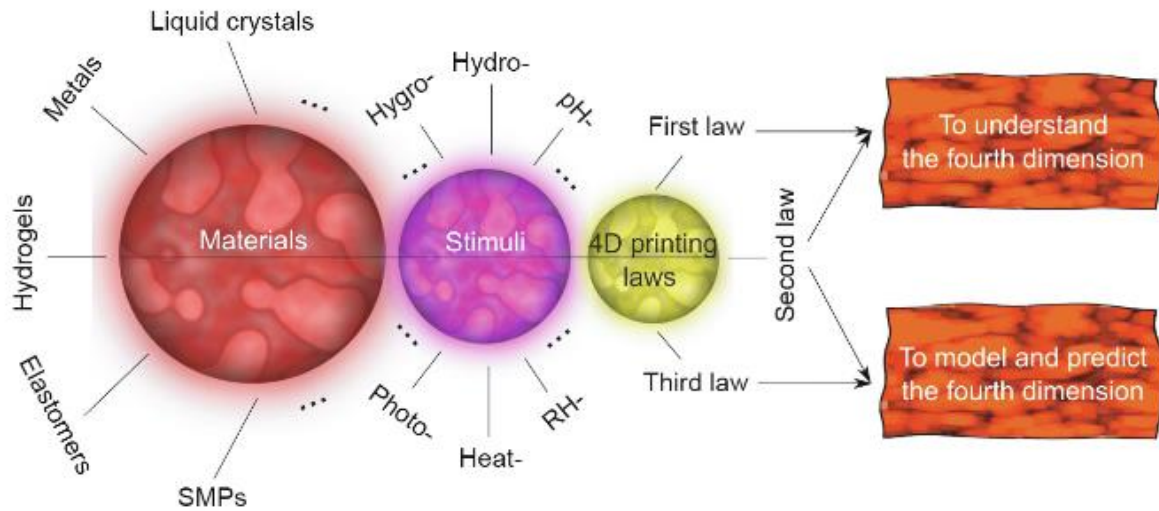 Liquid crystals
Metals
Hydrogels
Elastomers
SMPs
Materials
Hygro-
Hydro-
pH-
Photo-
Heat-
RH-
Stimuli
4D printing
laws
First law
Second law
Third law
To understand
the fourth dimension
To model and predict
the fourth dimension